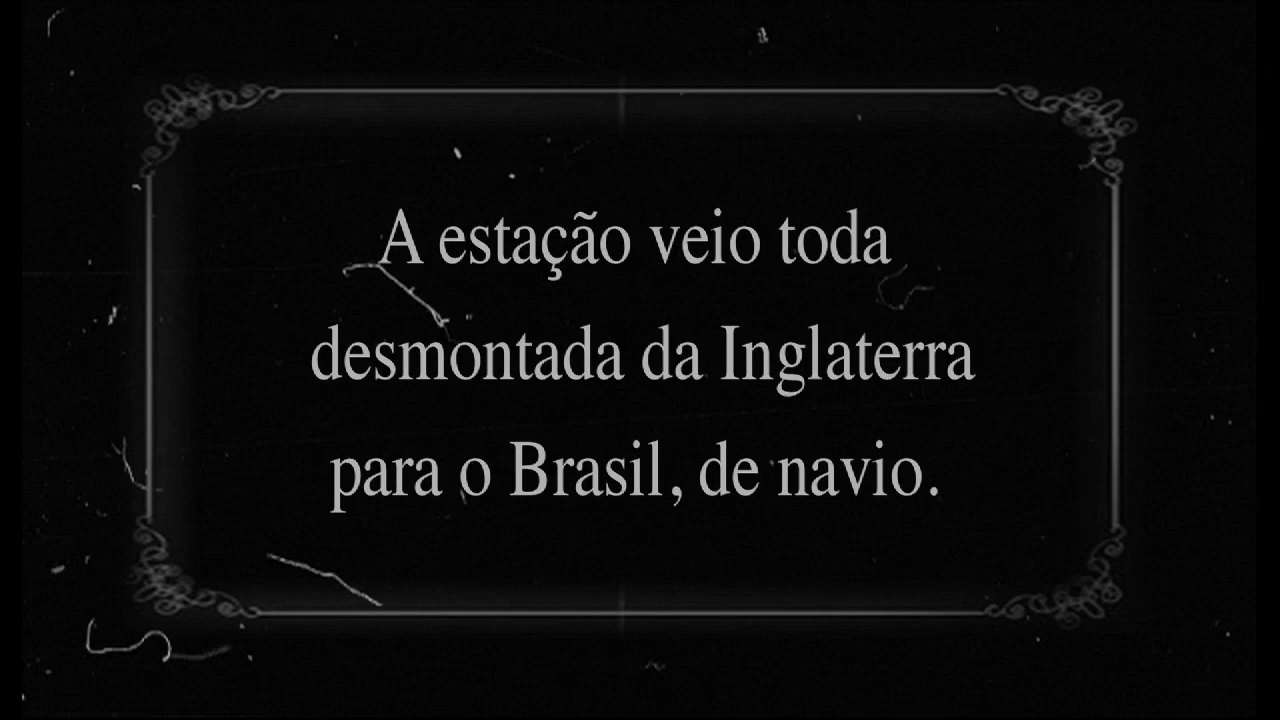 A estação veio toda
desmontada da Inglaterra
para o Brasil, de navio.